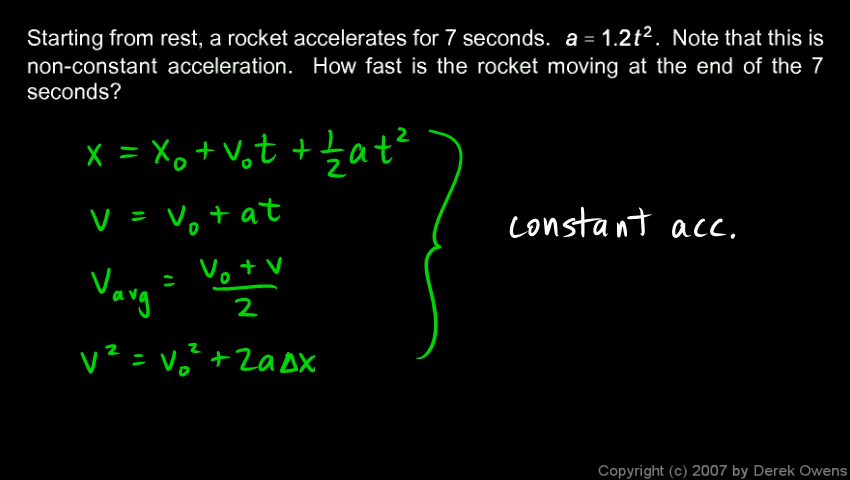 Starting from rest, a rocket accelerates for 7 seconds. a = 1.2t². Note that this is
non-constant acceleration. How fast is the rocket moving at the end of the 7
seconds?
x = x₀ + v₀t + ½at²
v = v₀ + at
v_avg = (v₀ + v)/2
v² = v₀² + 2aΔx
constant acc.
Copyright (c) 2007 by Derek Owens